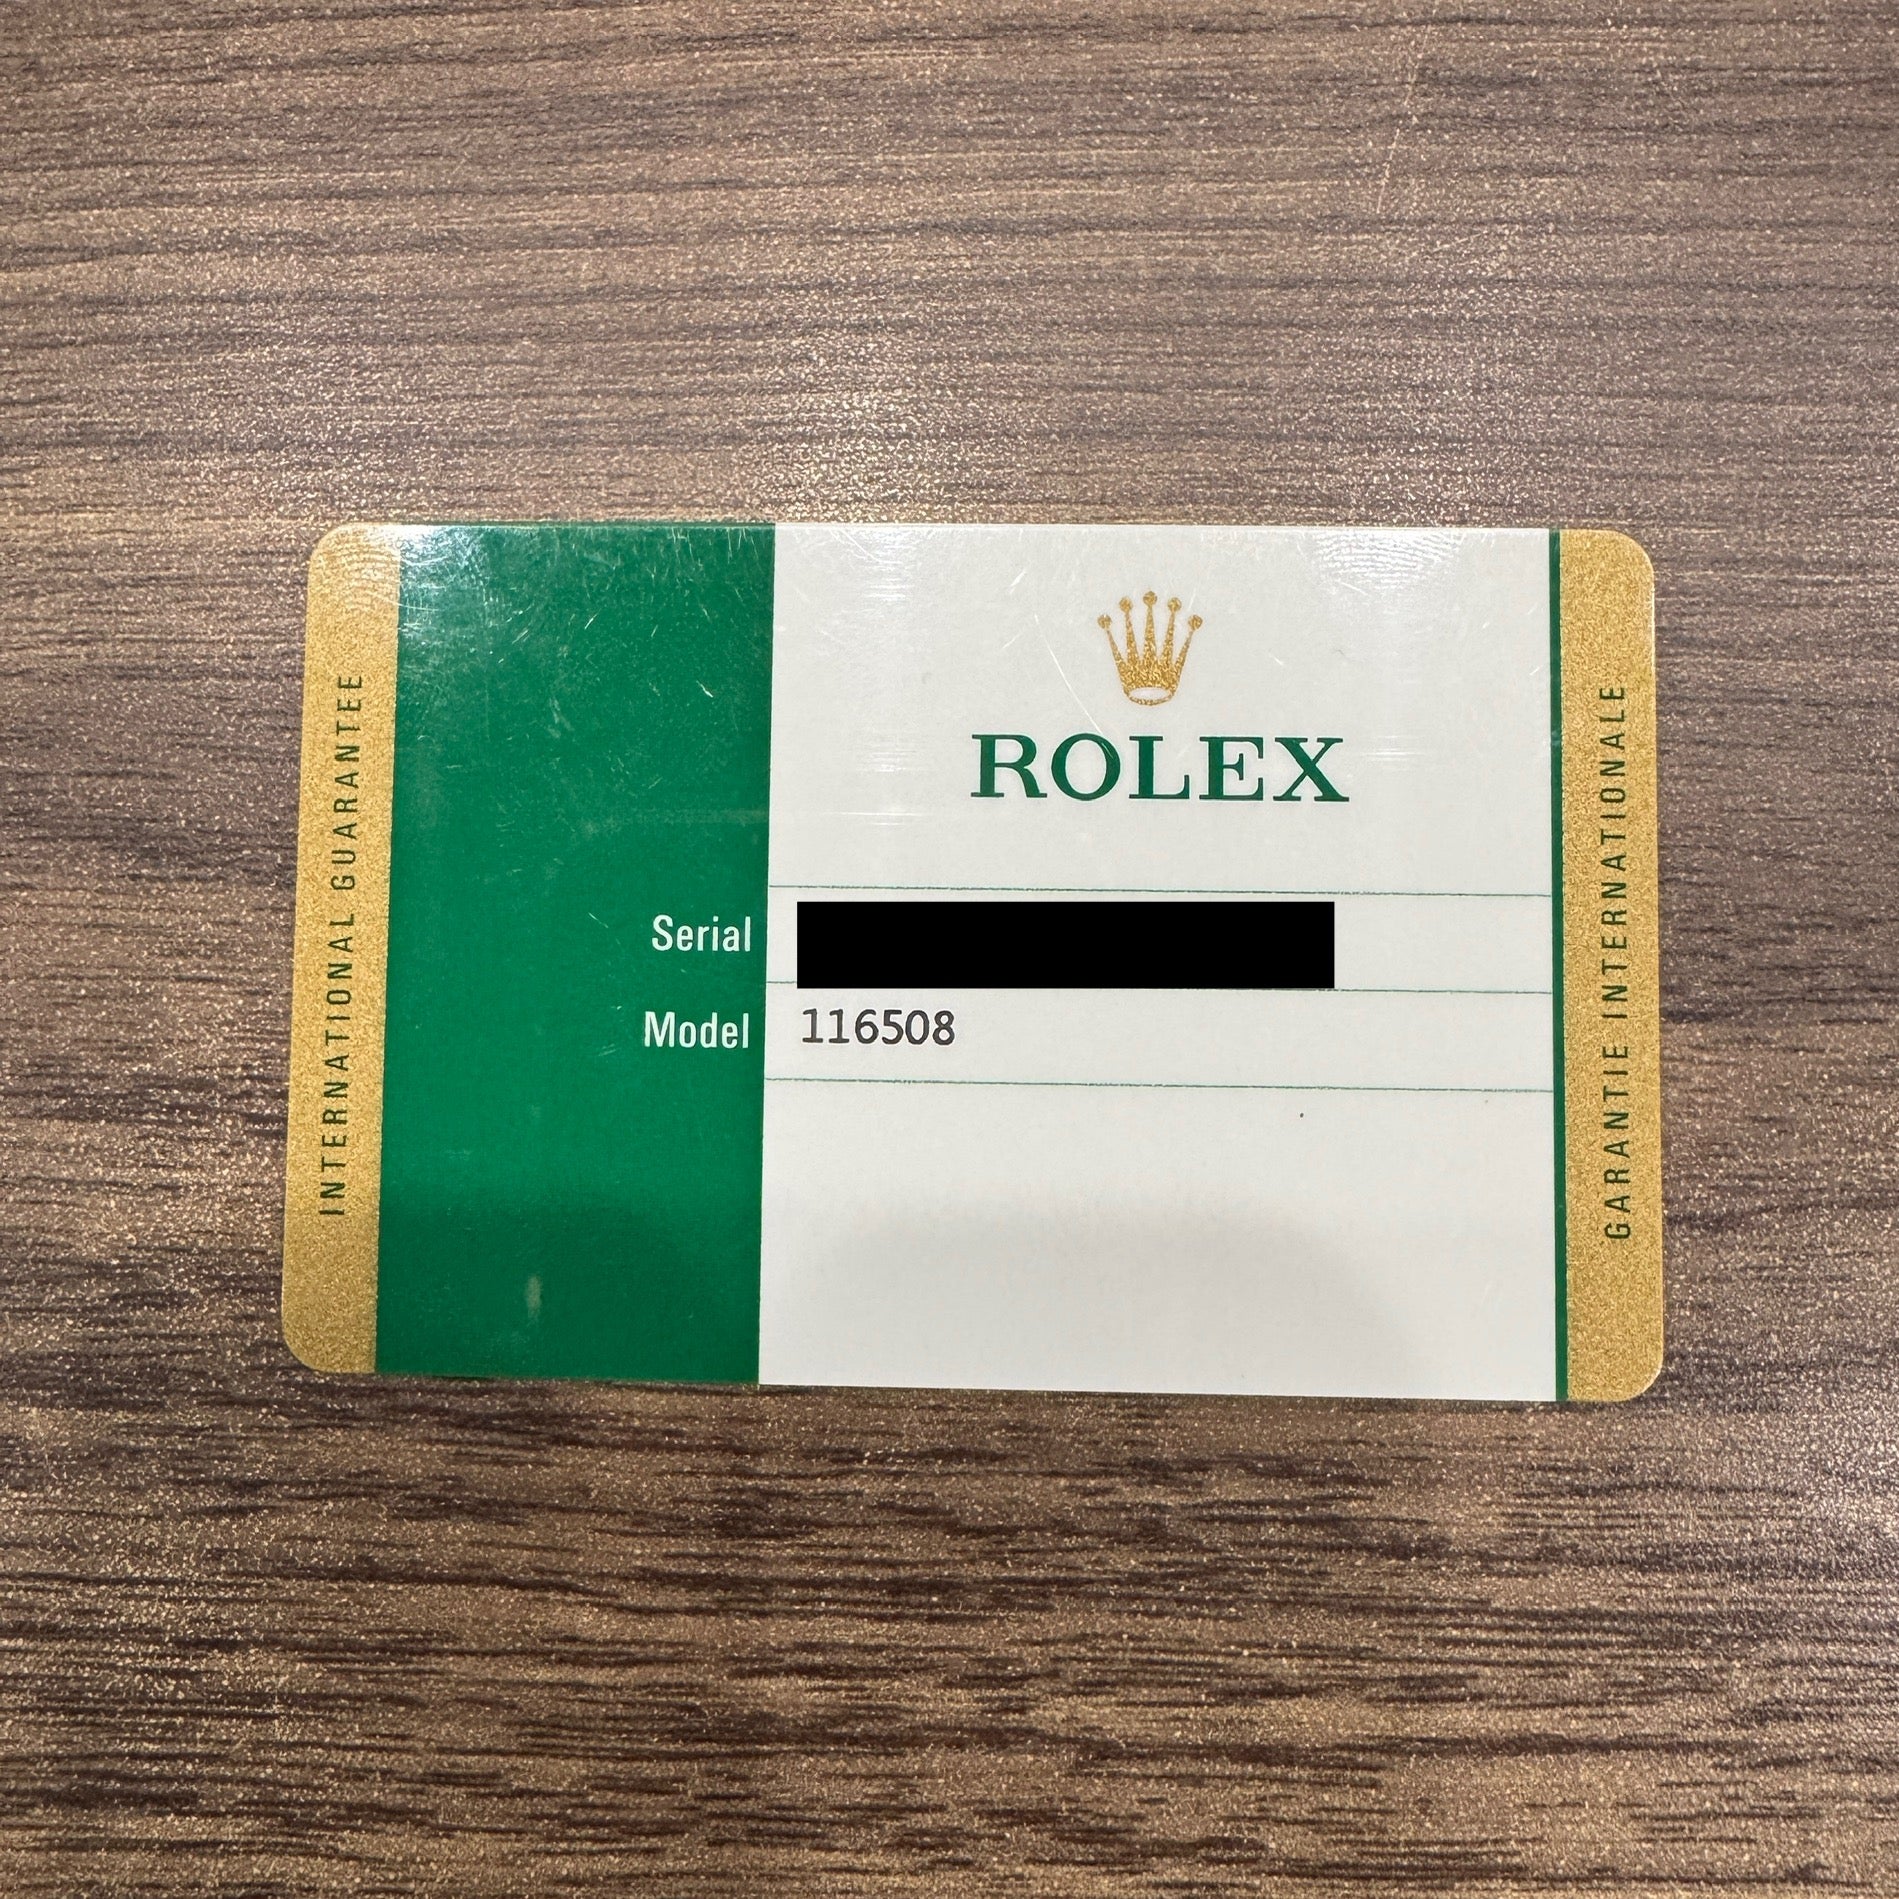 INTERNATIONAL GUARANTEE
ROLEX
Serial
Model 116508
GARANTIE INTERNATIONALE